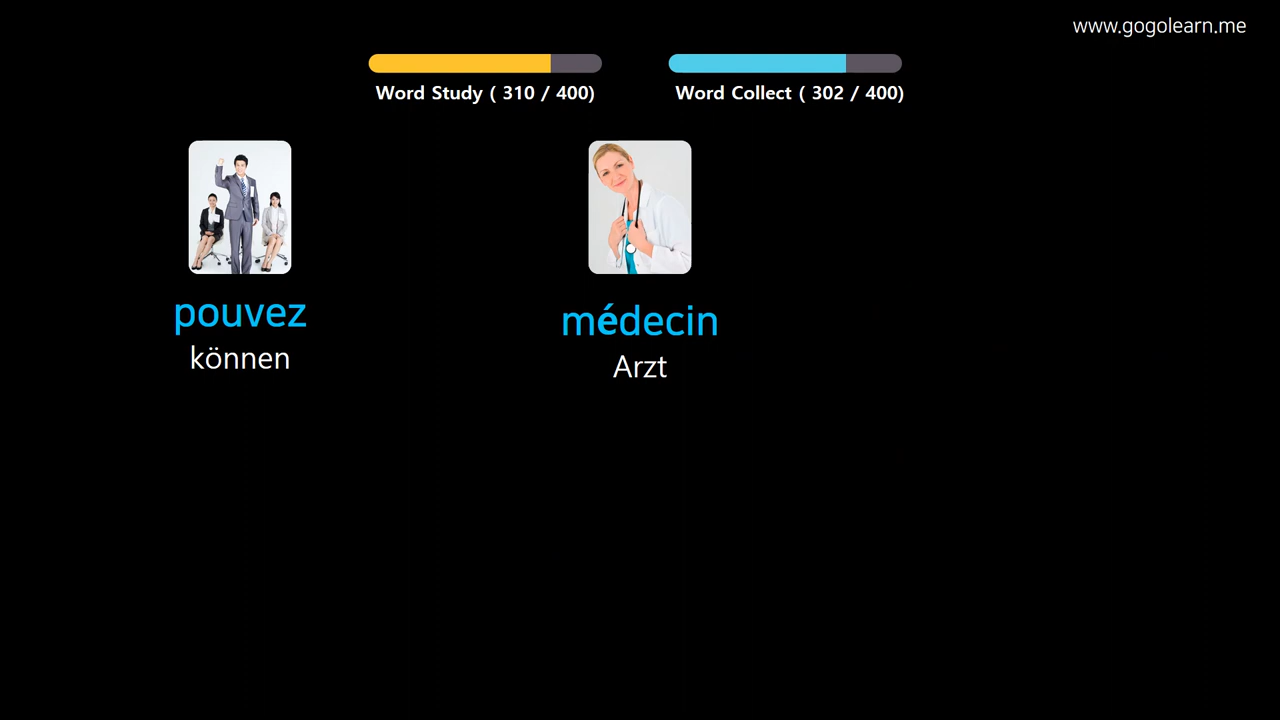 www.gogolearn.me
Word Study ( 310 / 400)
Word Collect ( 302 / 400)
pouvez
können
médecin
Arzt